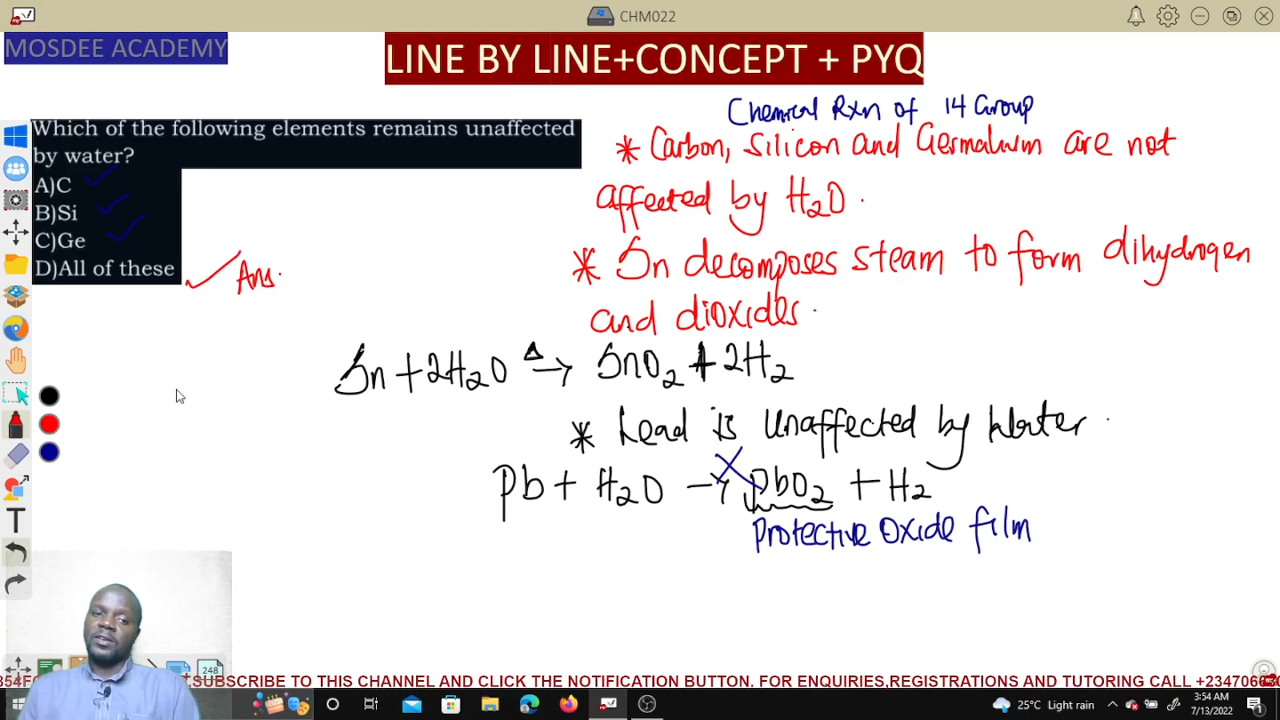 CHM022
MOSDEE ACADEMY
LINE BY LINE+CONCEPT + PYQ
Chemical Rxn of 14 Group
Which of the following elements remains unaffected
by water?
A)C
B)Si
C)Ge
D)All of these
Ans.
* Carbon, Silicon and Germanium are not
affected by H2O.
* Sn decomposes steam to form dihydrogen
and dioxides.
Sn + 2H2O Δ→ SnO2 + 2H2
* Lead is Unaffected by Water.
Pb + H2O → PbO2 + H2
Protective Oxide film
T
248
354F SUBSCRIBE TO THIS CHANNEL AND CLICK THE NOTIFICATION BUTTON. FOR ENQUIRIES,REGISTRATIONS AND TUTORING CALL +234706
25°C Light rain
3:54 AM
7/13/2022